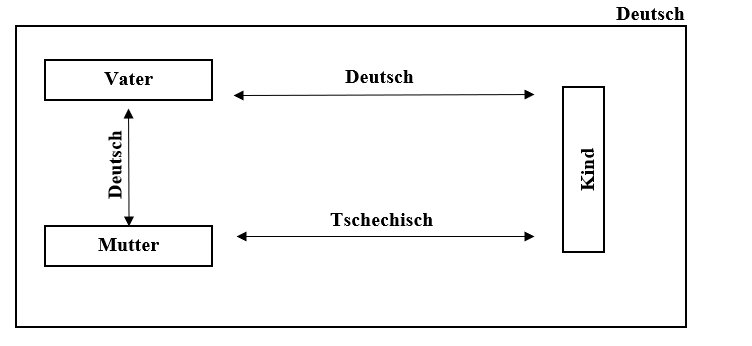 Deutsch
Vater
Deutsch
Deutsch
Kind
Tschechisch
Mutter